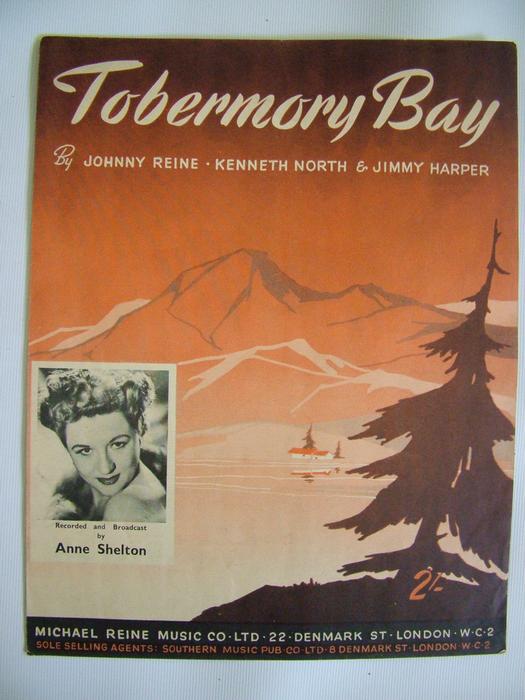 Tobermory Bay
By JOHNNY REINE · KENNETH NORTH & JIMMY HARPER
Recorded and Broadcast
by
Anne Shelton
2/-
MICHAEL REINE MUSIC CO·LTD·22·DENMARK ST·LONDON·W·C·2
SOLE SELLING AGENTS: SOUTHERN MUSIC PUB·CO·LTD·8 DENMARK ST·LONDON·W·C·2